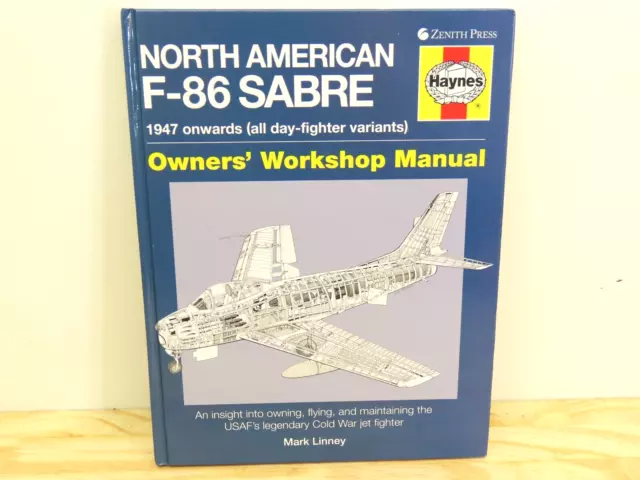 ZENITH PRESS
NORTH AMERICAN
F-86 SABRE
Haynes
1947 onwards (all day-fighter variants)
Owners' Workshop Manual
An insight into owning, flying, and maintaining the
USAF's legendary Cold War jet fighter
Mark Linney